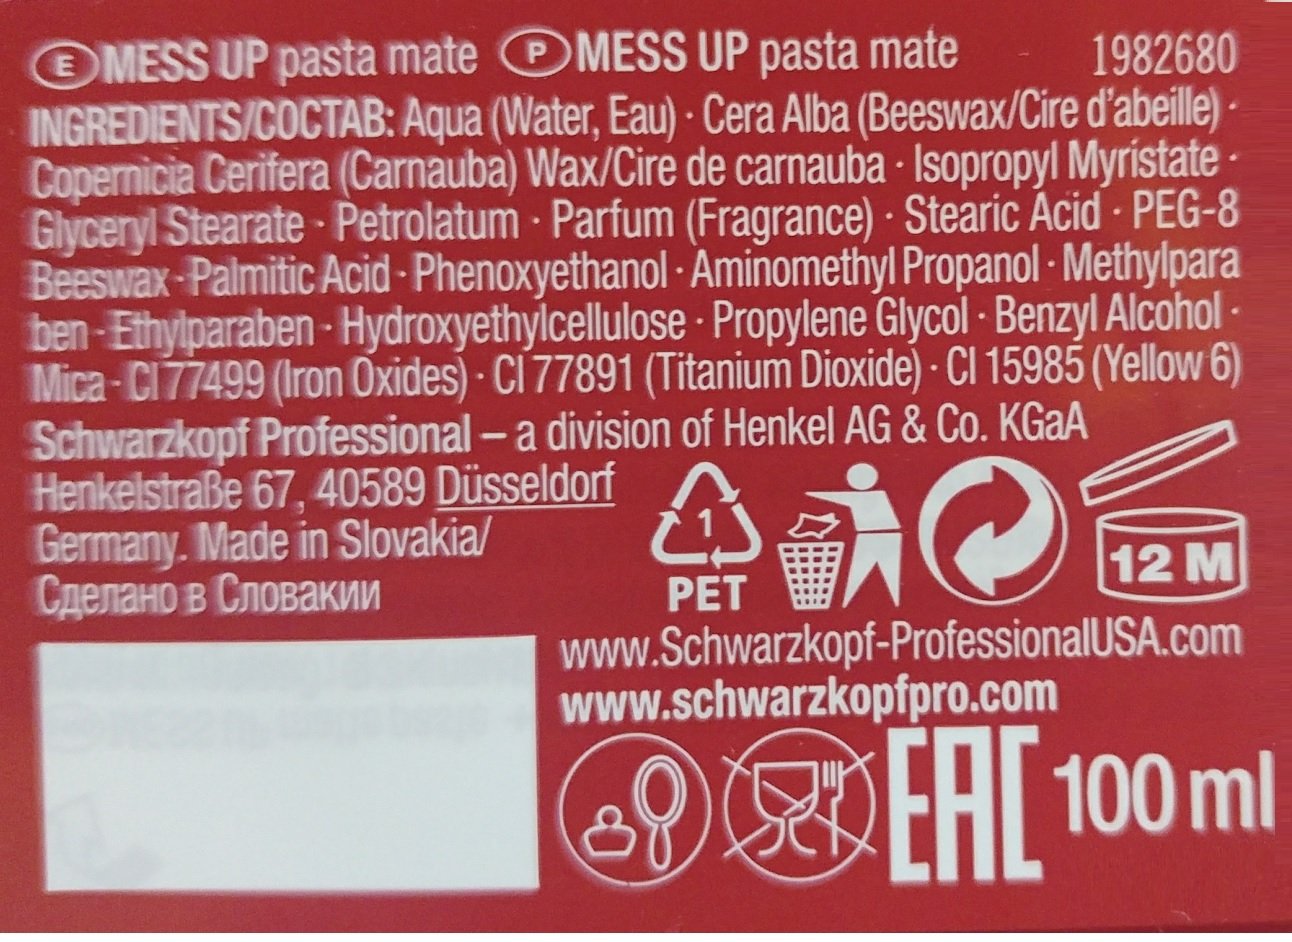 E MESS UP pasta mate P MESS UP pasta mate 1982680
INGREDIENTS/СОСТАВ: Aqua (Water, Eau) · Cera Alba (Beeswax/Cire d'abeille) ·
Copernicia Cerifera (Carnauba) Wax/Cire de carnauba · Isopropyl Myristate ·
Glyceryl Stearate · Petrolatum · Parfum (Fragrance) · Stearic Acid · PEG-8
Beeswax · Palmitic Acid · Phenoxyethanol · Aminomethyl Propanol · Methylpara
ben · Ethylparaben · Hydroxyethylcellulose · Propylene Glycol · Benzyl Alcohol ·
Mica · CI 77499 (Iron Oxides) · CI 77891 (Titanium Dioxide) · CI 15985 (Yellow 6)
Schwarzkopf Professional – a division of Henkel AG & Co. KGaA
Henkelstraße 67, 40589 Düsseldorf
Germany. Made in Slovakia/
Сделано в Словакии
1
PET
12 M
www.Schwarzkopf-ProfessionalUSA.com
www.schwarzkopfpro.com
EAC 100 ml